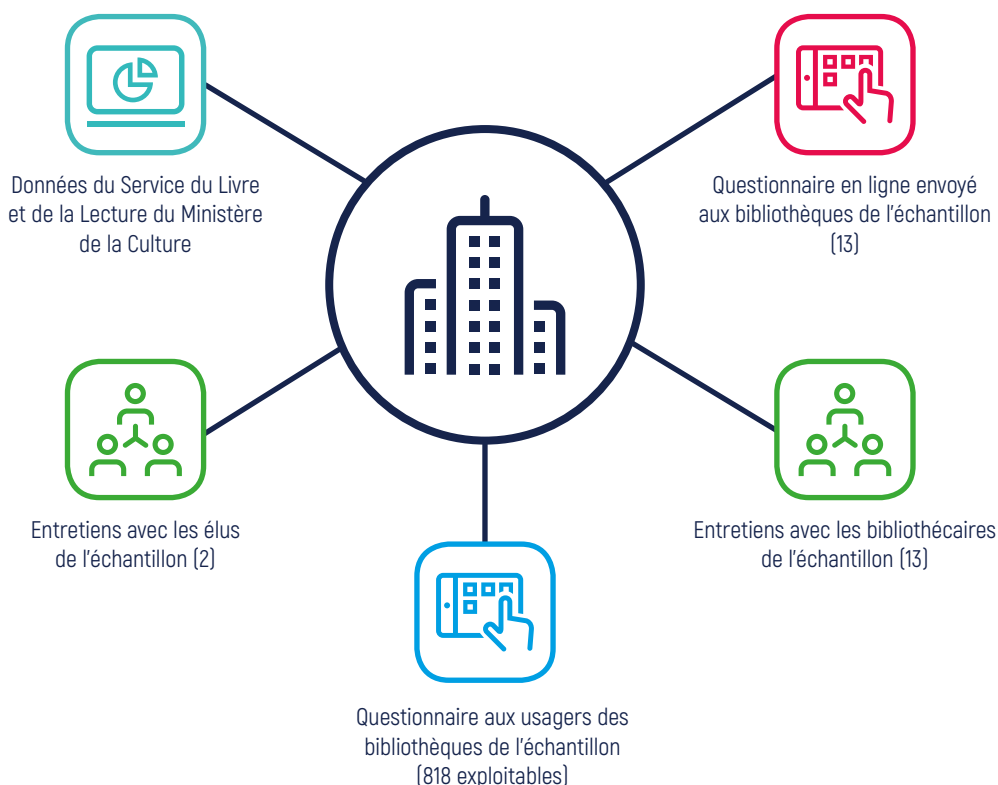 Données du Service du Livre
et de la Lecture du Ministère
de la Culture
Questionnaire en ligne envoyé
aux bibliothèques de l'échantillon
(13)
Entretiens avec les élus
de l'échantillon (2)
Entretiens avec les bibliothécaires
de l'échantillon (13)
Questionnaire aux usagers des
bibliothèques de l'échantillon
(818 exploitables)